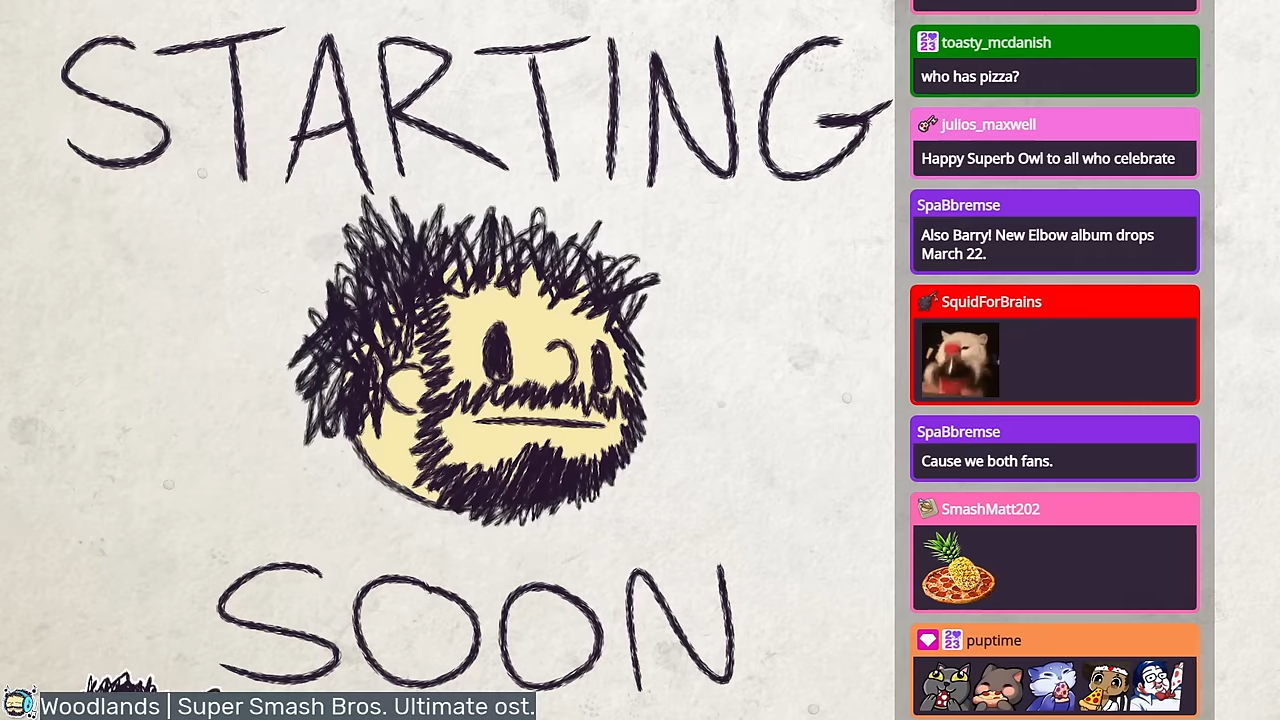 STARTING
SOON
Woodlands | Super Smash Bros. Ultimate ost.
toasty_mcdanish
who has pizza?
julios_maxwell
Happy Superb Owl to all who celebrate
SpaBbremse
Also Barry! New Elbow album drops
March 22.
SquidForBrains
SpaBbremse
Cause we both fans.
SmashMatt202
puptime